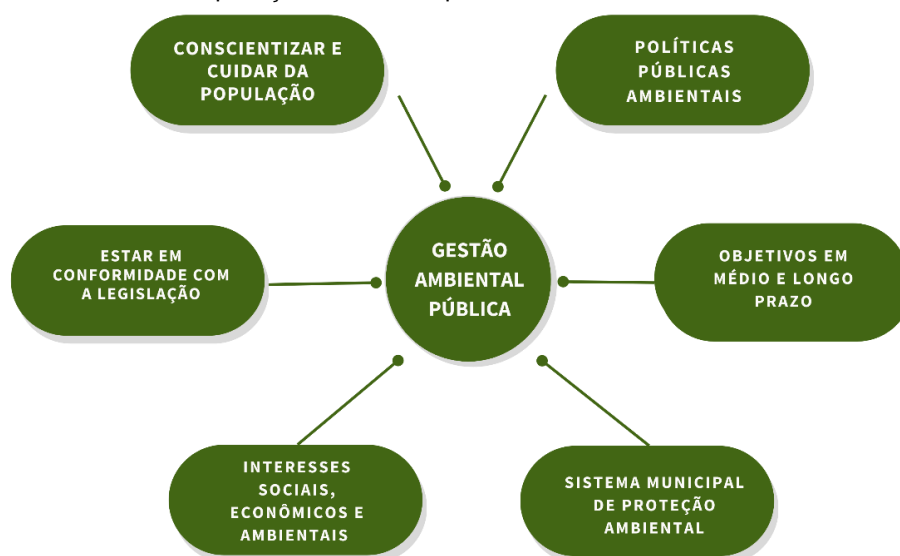 CONSCIENTIZAR E
CUIDAR DA
POPULAÇÃO
POLÍTICAS
PÚBLICAS
AMBIENTAIS
ESTAR EM
CONFORMIDADE COM
A LEGISLAÇÃO
GESTÃO
AMBIENTAL
PÚBLICA
OBJETIVOS EM
MÉDIO E LONGO
PRAZO
INTERESSES
SOCIAIS,
ECONÔMICOS E
AMBIENTAIS
SISTEMA MUNICIPAL
DE PROTEÇÃO
AMBIENTAL